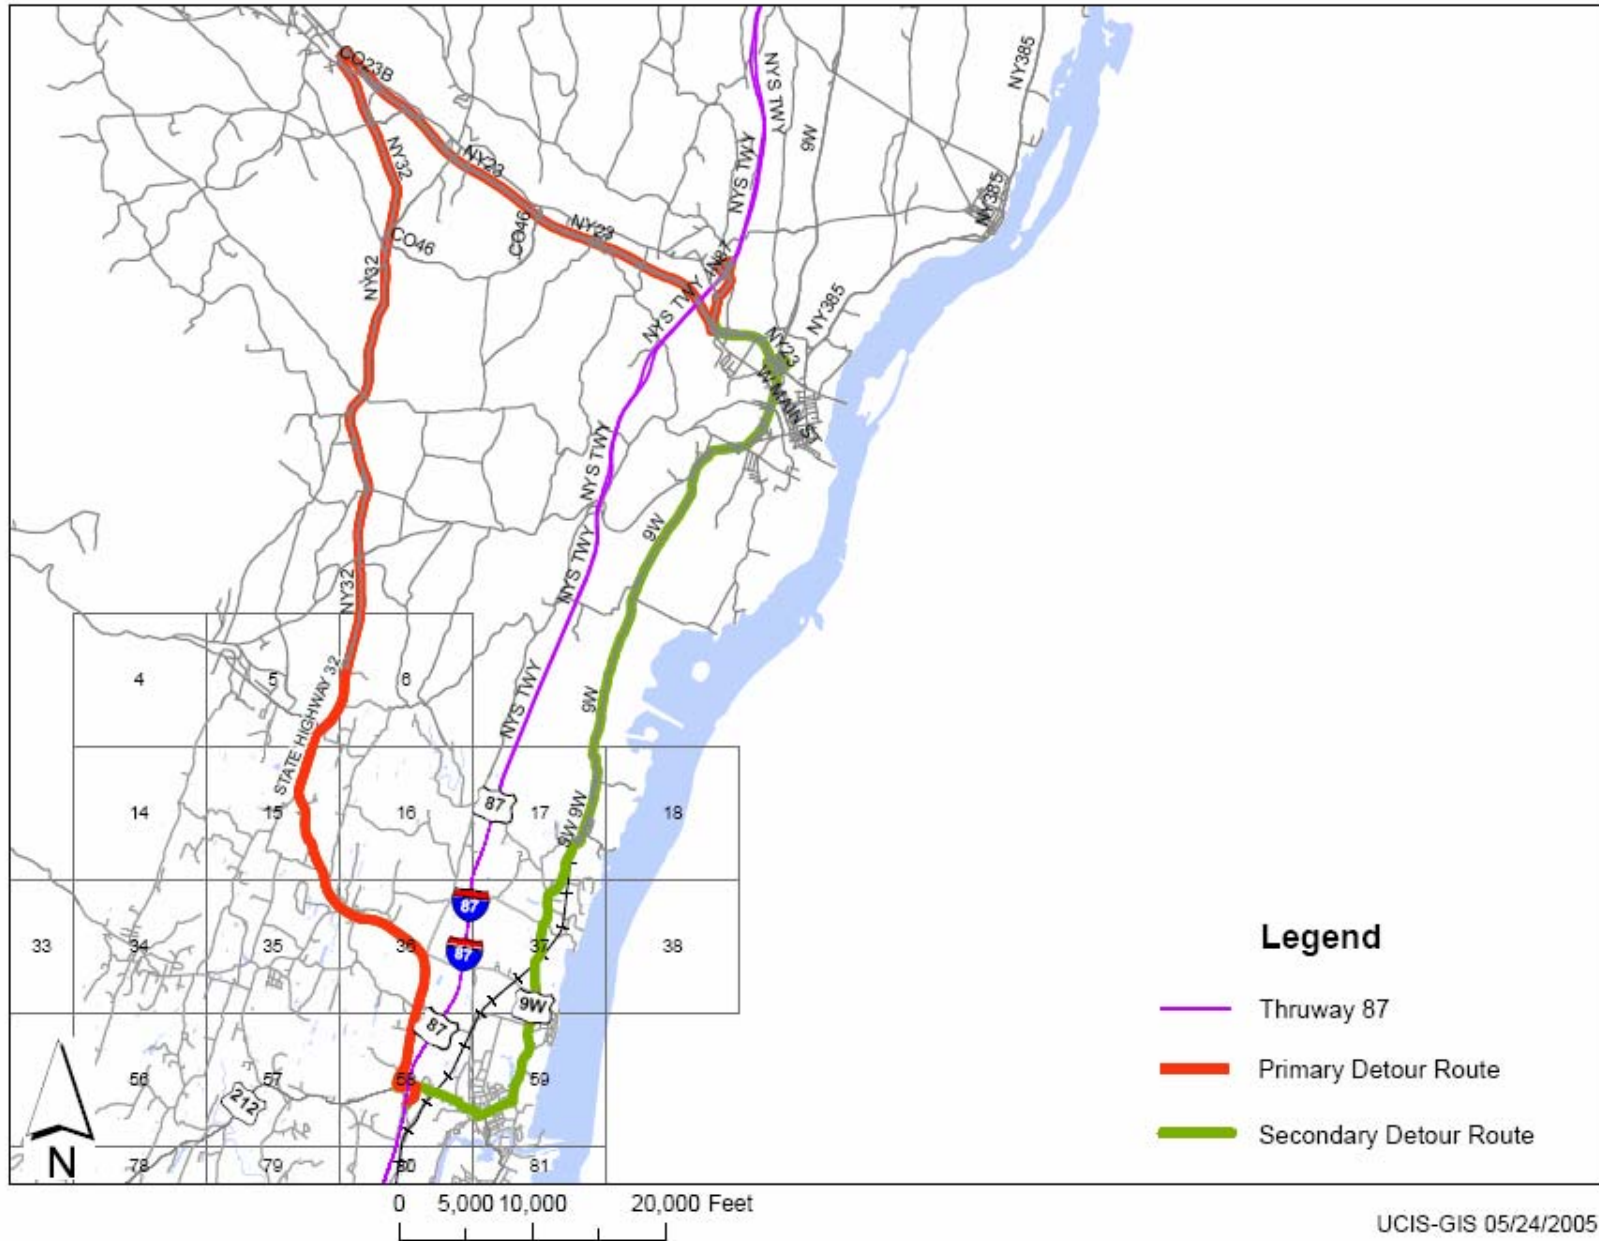 CO23B
NYS TWY
NY385
NY32
NY23
9W
NYS TWY
NY385
CO46
CO46
NY23
NY32
NYS TWY IN87
NY385
NY23
W MAIN ST
NYS TWY
9W
NYS TWY
NY32
4
5
6
STATE HIGHWAY 32
NYS TWY
9W
14
15
16
87
17
9W 9W
18
87
33
34
35
36
87
37
38
9W
87
56
57
58
59
212
N
78
79
80
81
Legend
Thruway 87
Primary Detour Route
Secondary Detour Route
0 5,000 10,000 20,000 Feet
UCIS-GIS 05/24/2005